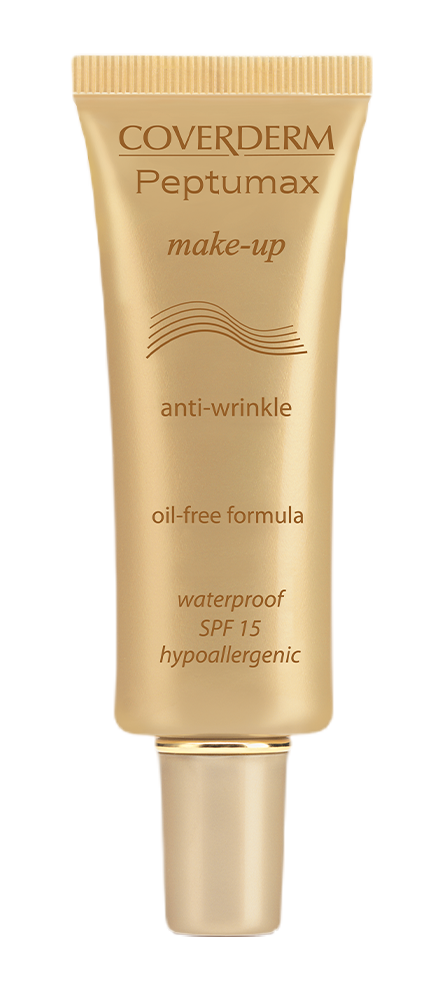 COVERDERM
Peptumax
make-up
anti-wrinkle
oil-free formula
waterproof
SPF 15
hypoallergenic